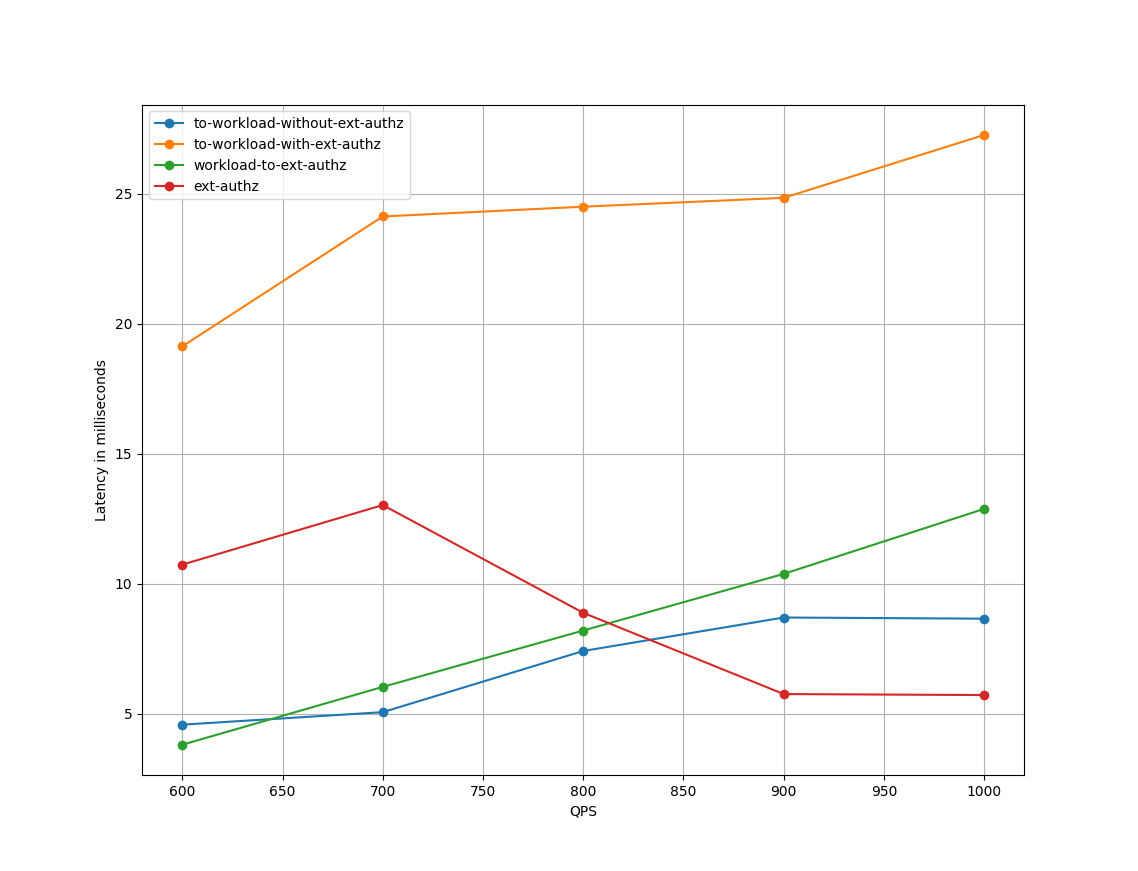 to-workload-without-ext-authz
to-workload-with-ext-authz
workload-to-ext-authz
ext-authz
25
20
15
10
5
Latency in milliseconds
600 650 700 750 800 850 900 950 1000
QPS